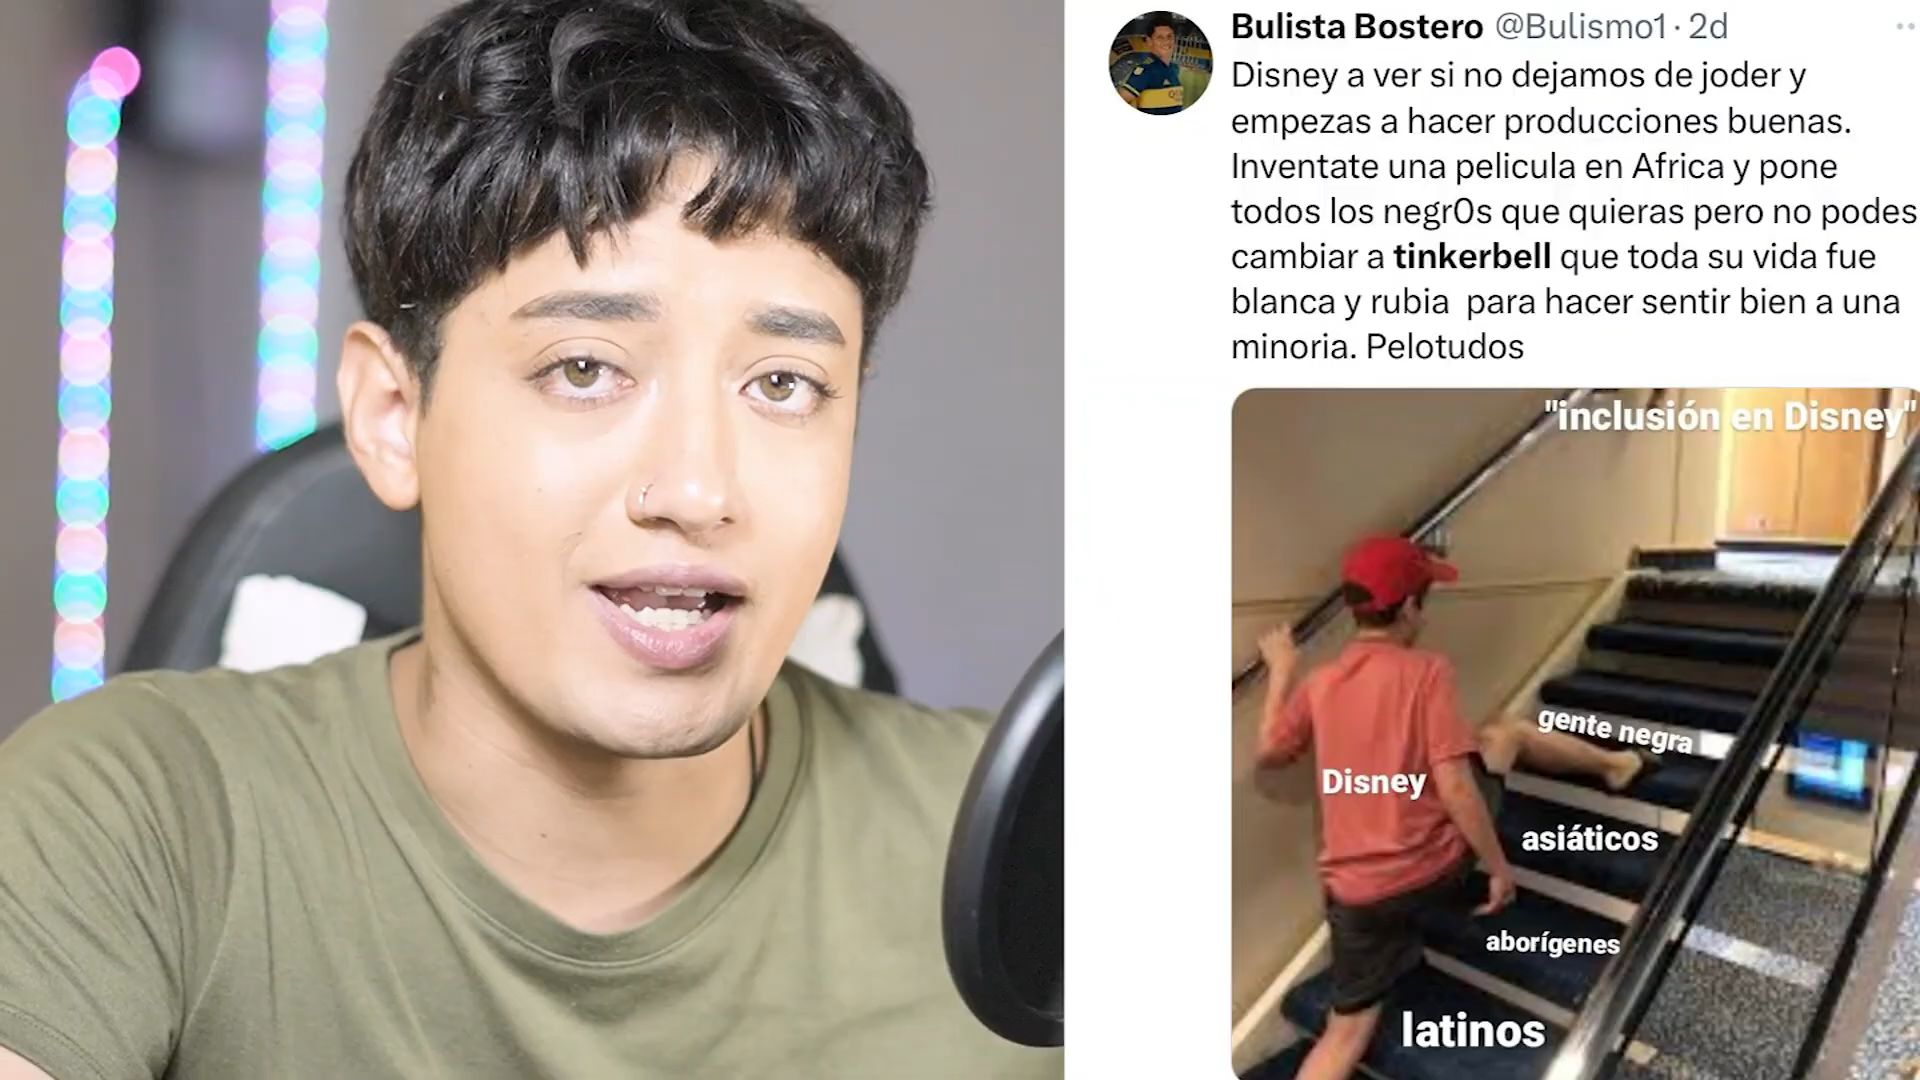 Bulista Bostero @Bulismo1 · 2d
Disney a ver si no dejamos de joder y
empezas a hacer producciones buenas.
Inventate una pelicula en Africa y pone
todos los negr0s que quieras pero no podes
cambiar a tinkerbell que toda su vida fue
blanca y rubia para hacer sentir bien a una
minoria. Pelotudos
"inclusión en Disney"
gente negra
Disney
asiáticos
aborígenes
latinos